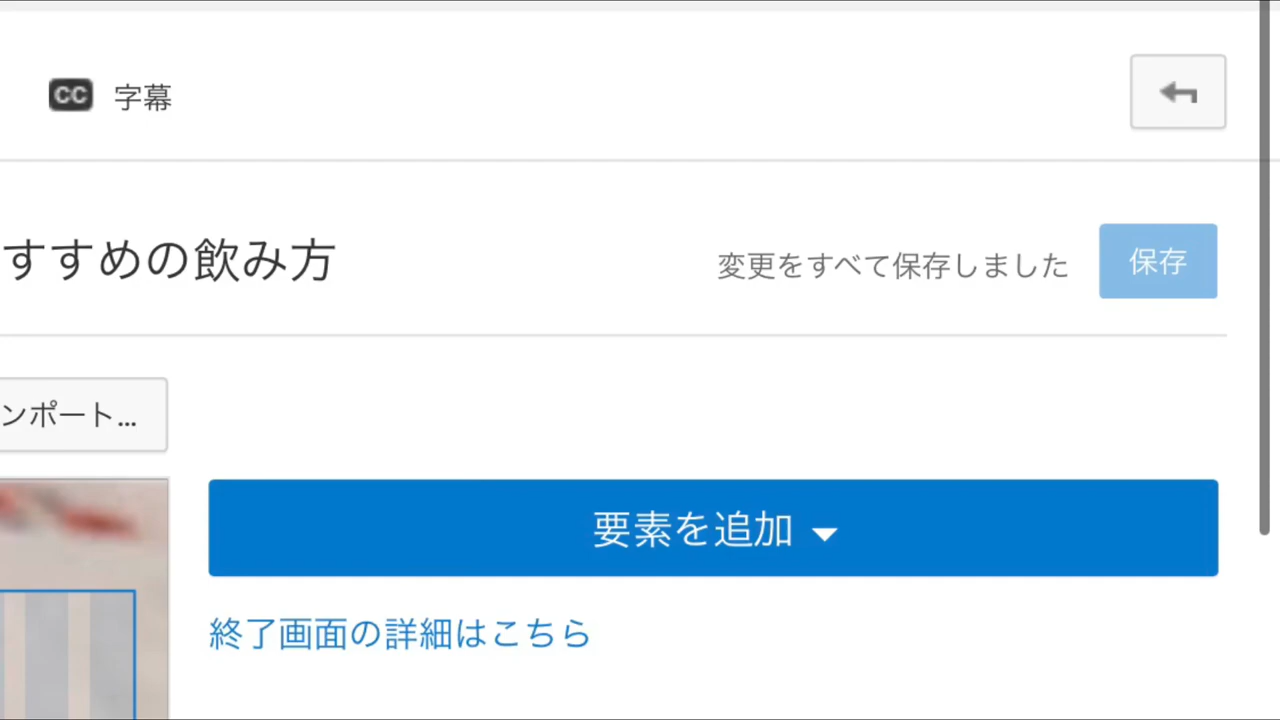 CC 字幕
すすめの飲み方
変更をすべて保存しました 保存
ンポート...
要素を追加
終了画面の詳細はこちら